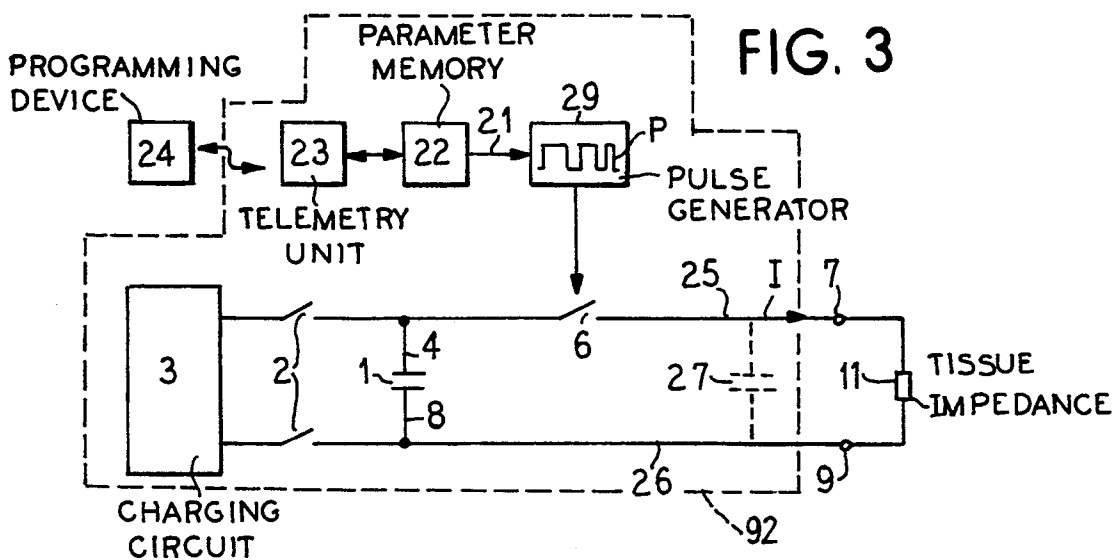 FIG. 3
PARAMETER
MEMORY
PROGRAMMING
DEVICE
24
23
22
21
29
P
PULSE
GENERATOR
TELEMETRY
UNIT
3
2
4
1
8
6
25
I
7
27
11
TISSUE
IMPEDANCE
26
9
92
CHARGING
CIRCUIT